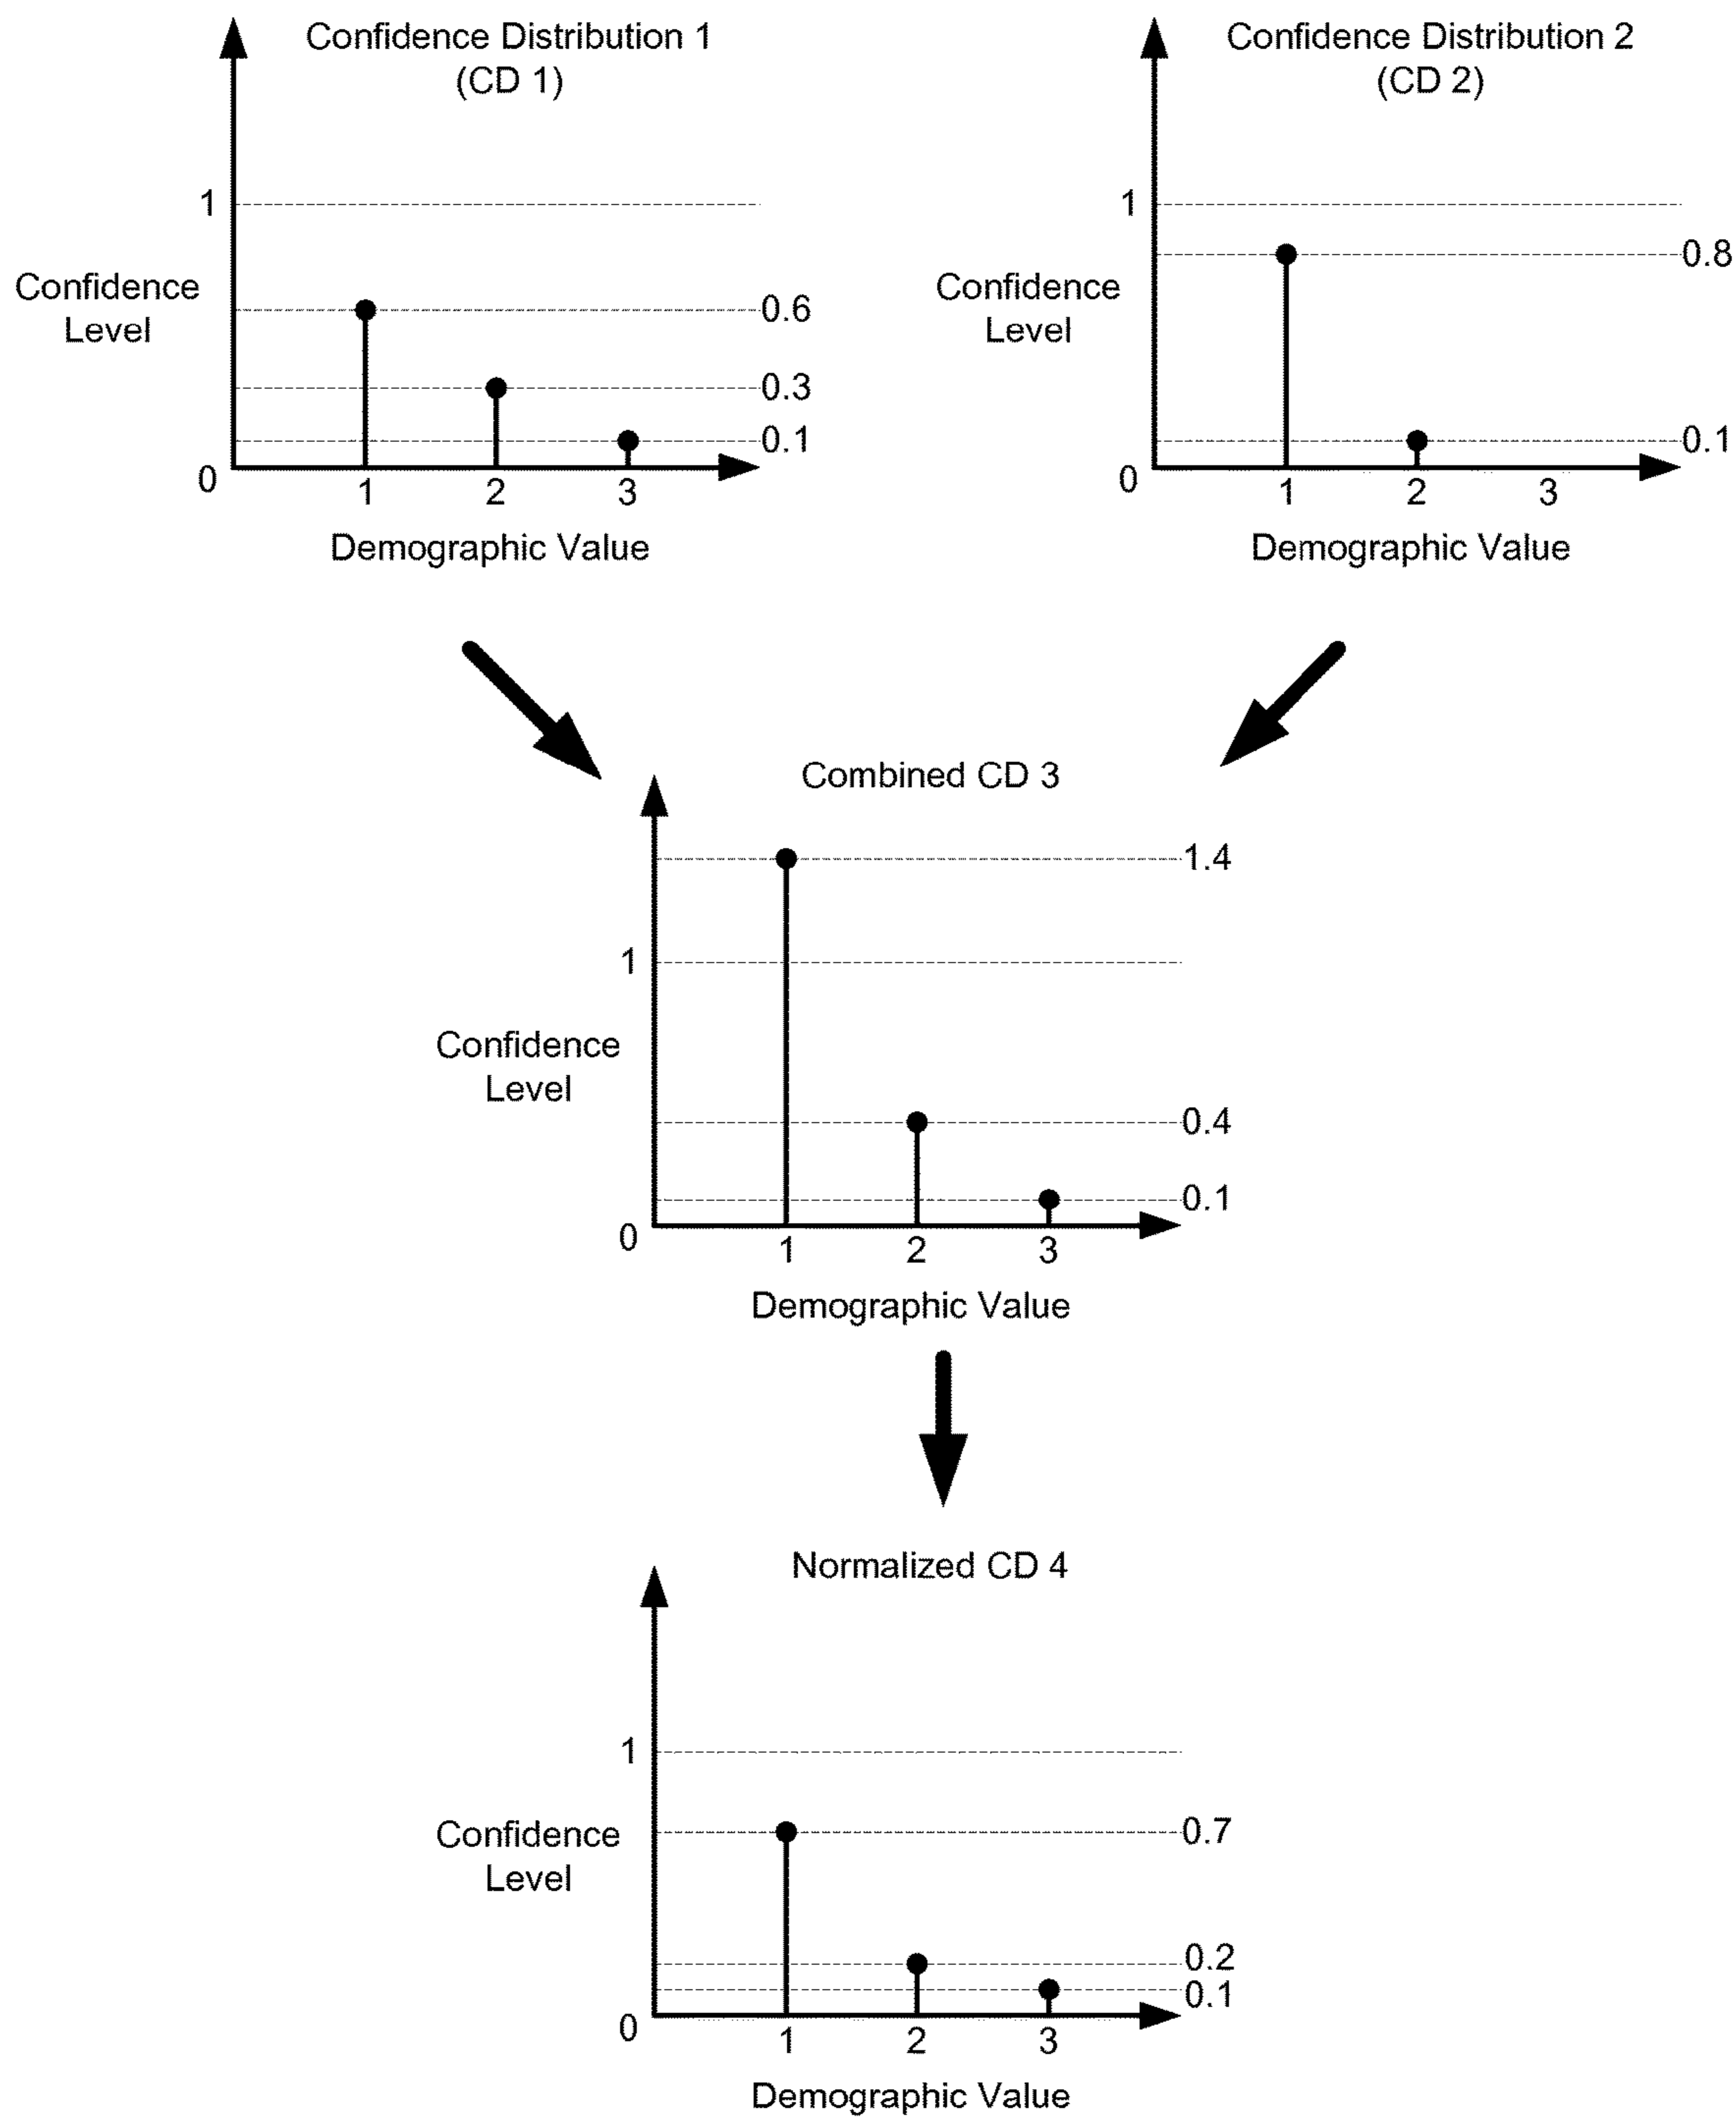 Confidence Distribution 1
(CD 1)
1
Confidence
Level
0.6
0.3
0.1
0
1 2 3
Demographic Value
Confidence Distribution 2
(CD 2)
1
0.8
Confidence
Level
0.1
0
1 2 3
Demographic Value
Combined CD 3
1.4
1
Confidence
Level
0.4
0.1
0
1 2 3
Demographic Value
Normalized CD 4
1
0.7
Confidence
Level
0.2
0.1
0
1 2 3
Demographic Value